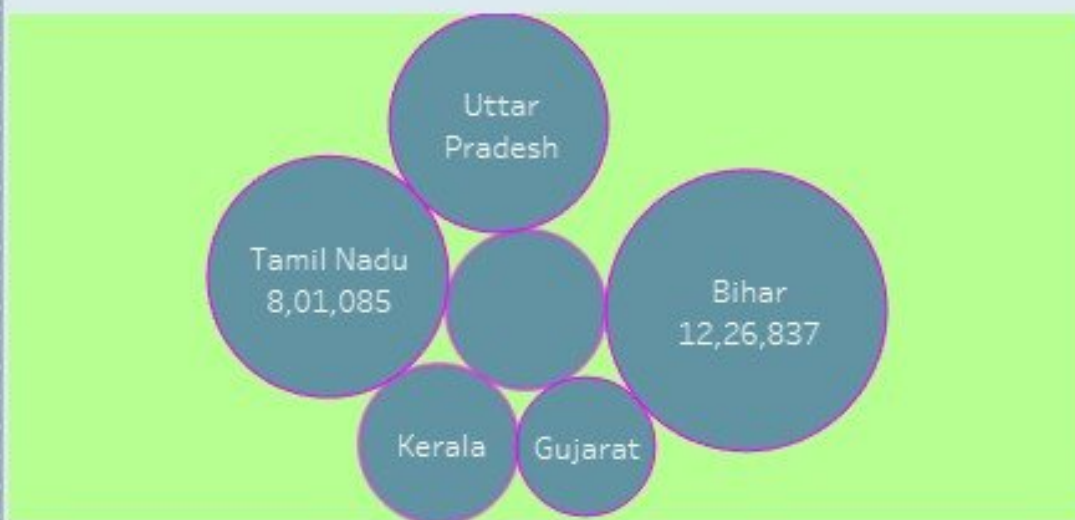 Uttar
Pradesh
Tamil Nadu
8,01,085
Bihar
12,26,837
Kerala
Gujarat